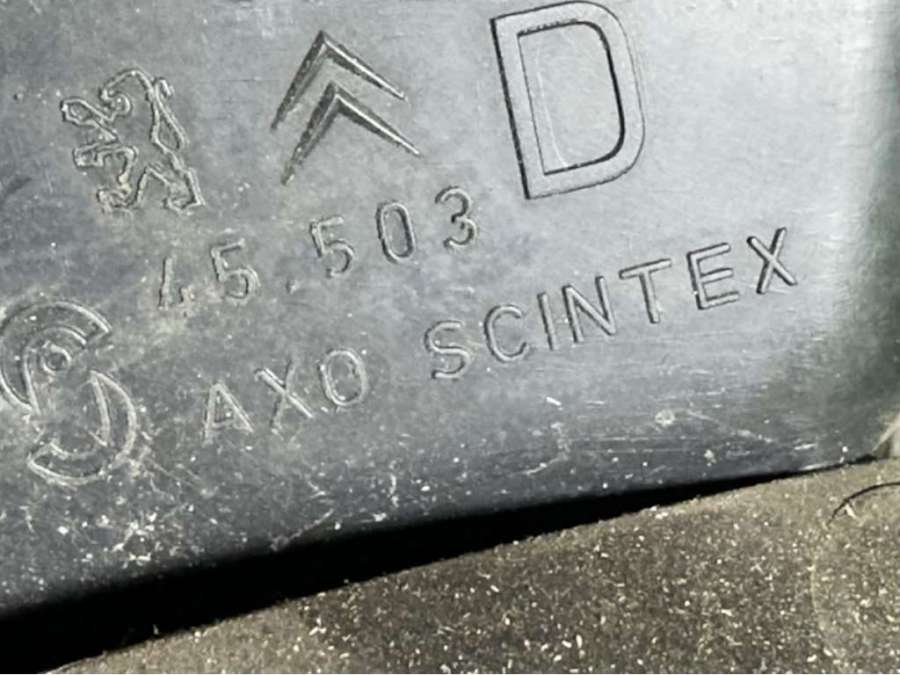 D
45.503
AXO SCINTEX